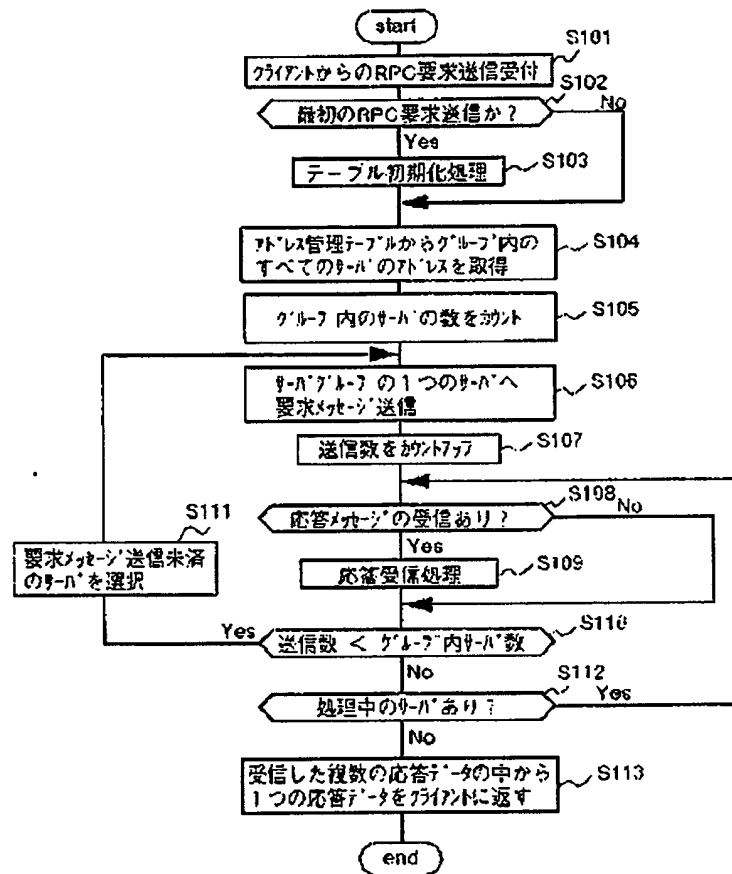 start
S101
クライアントからのRPC要求送信受付
S102
最初のRPC要求送信か?
No
Yes
S103
テーブル初期化処理
アドレス管理テーブルからグループ内の
すべてのサーバのアドレスを取得
S104
グループ内のサーバの数をカウント
S105
サーバグループの1つのサーバへ
要求メッセージ送信
S106
送信数をカウントアップ
S107
S108
応答メッセージの受信あり?
No
Yes
S111
要求メッセージ送信未済
のサーバを選択
応答受信処理
S109
S110
Yes
送信数 < グループ内サーバ数
No
S112
処理中のサーバあり?
Yes
No
受信した複数の応答データの中から
1つの応答データをクライアントに返す
S113
end